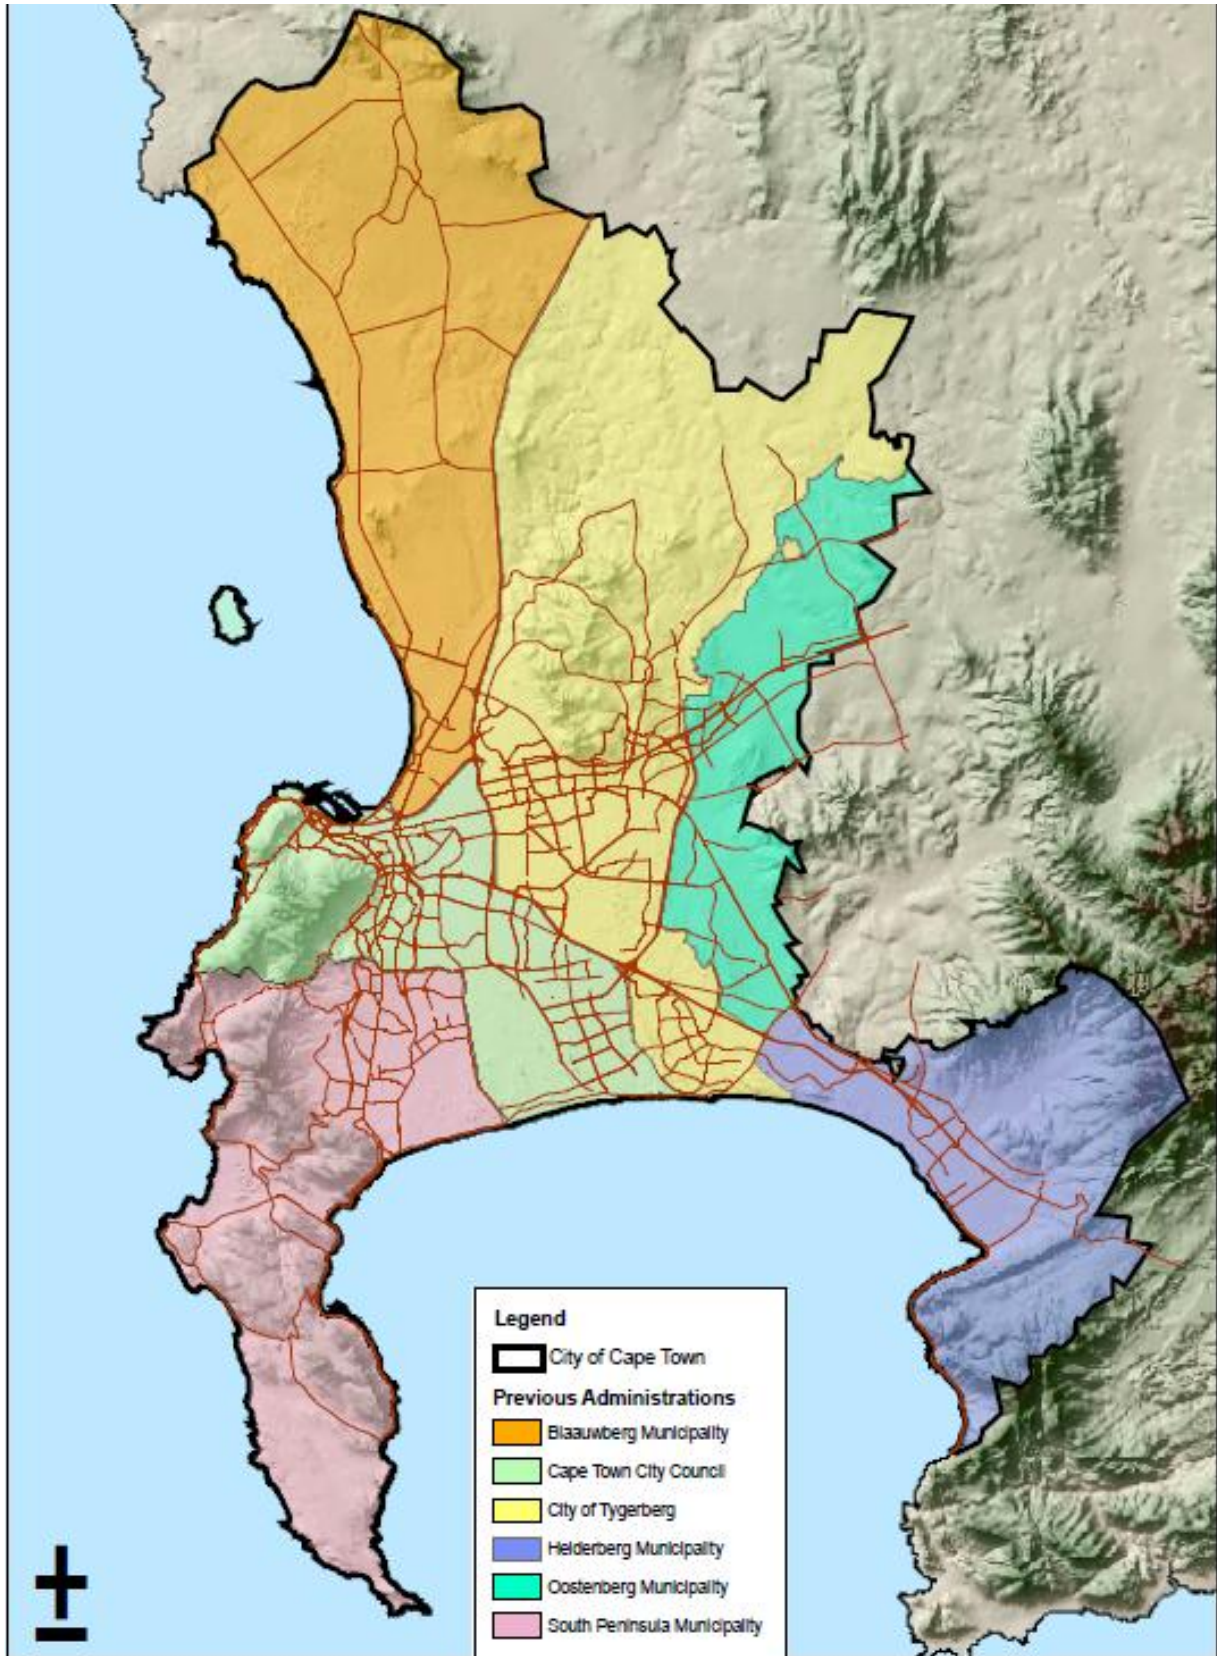 Legend
City of Cape Town
Previous Administrations
Blaauwberg Municipality
Cape Town City Council
City of Tygerberg
Helderberg Municipality
Oostenberg Municipality
South Peninsula Municipality